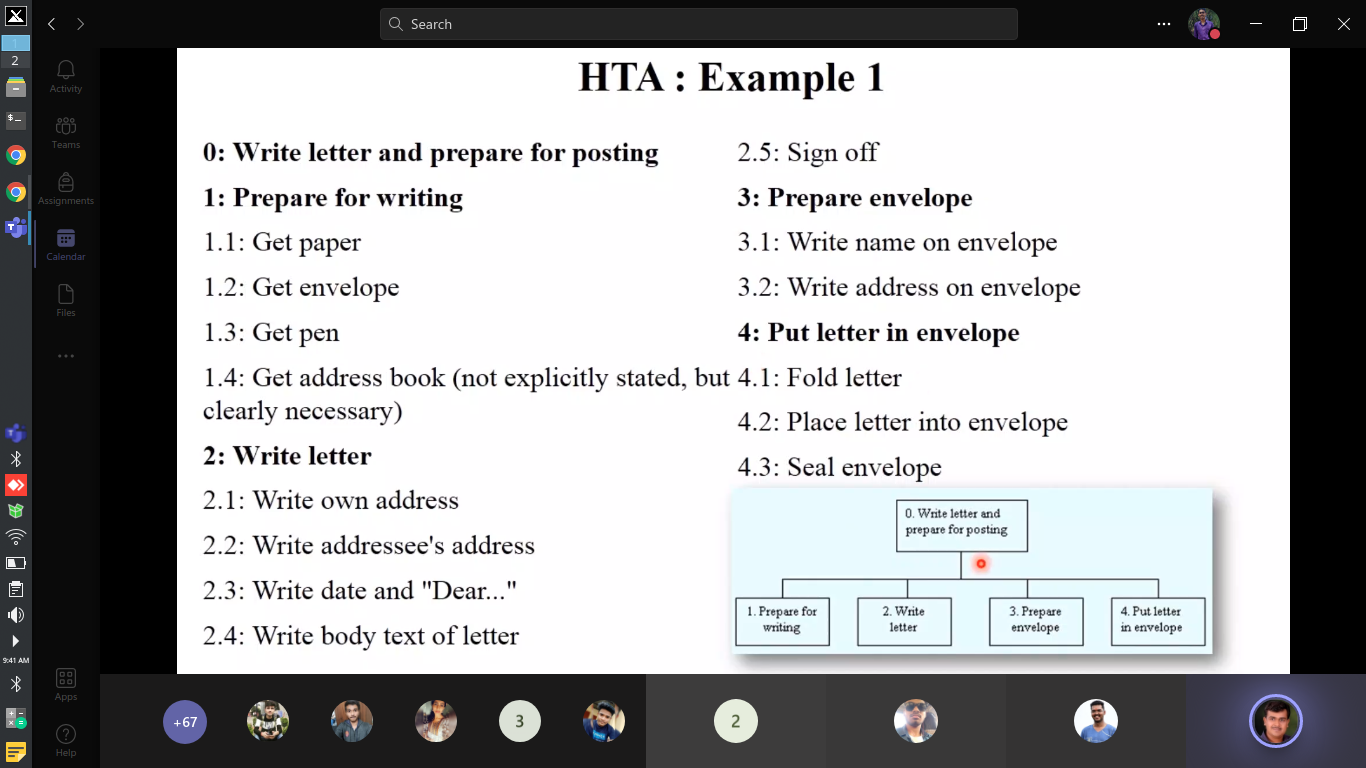 Search
1
2
Activity
Teams
Assignments
Calendar
Files
Apps
Help
9:41 AM
HTA : Example 1
0: Write letter and prepare for posting
1: Prepare for writing
1.1: Get paper
1.2: Get envelope
1.3: Get pen
1.4: Get address book (not explicitly stated, but
clearly necessary)
2: Write letter
2.1: Write own address
2.2: Write addressee's address
2.3: Write date and "Dear..."
2.4: Write body text of letter
2.5: Sign off
3: Prepare envelope
3.1: Write name on envelope
3.2: Write address on envelope
4: Put letter in envelope
4.1: Fold letter
4.2: Place letter into envelope
4.3: Seal envelope
0. Write letter and
prepare for posting
1. Prepare for
writing
2. Write
letter
3. Prepare
envelope
4. Put letter
in envelope
+67
3
2